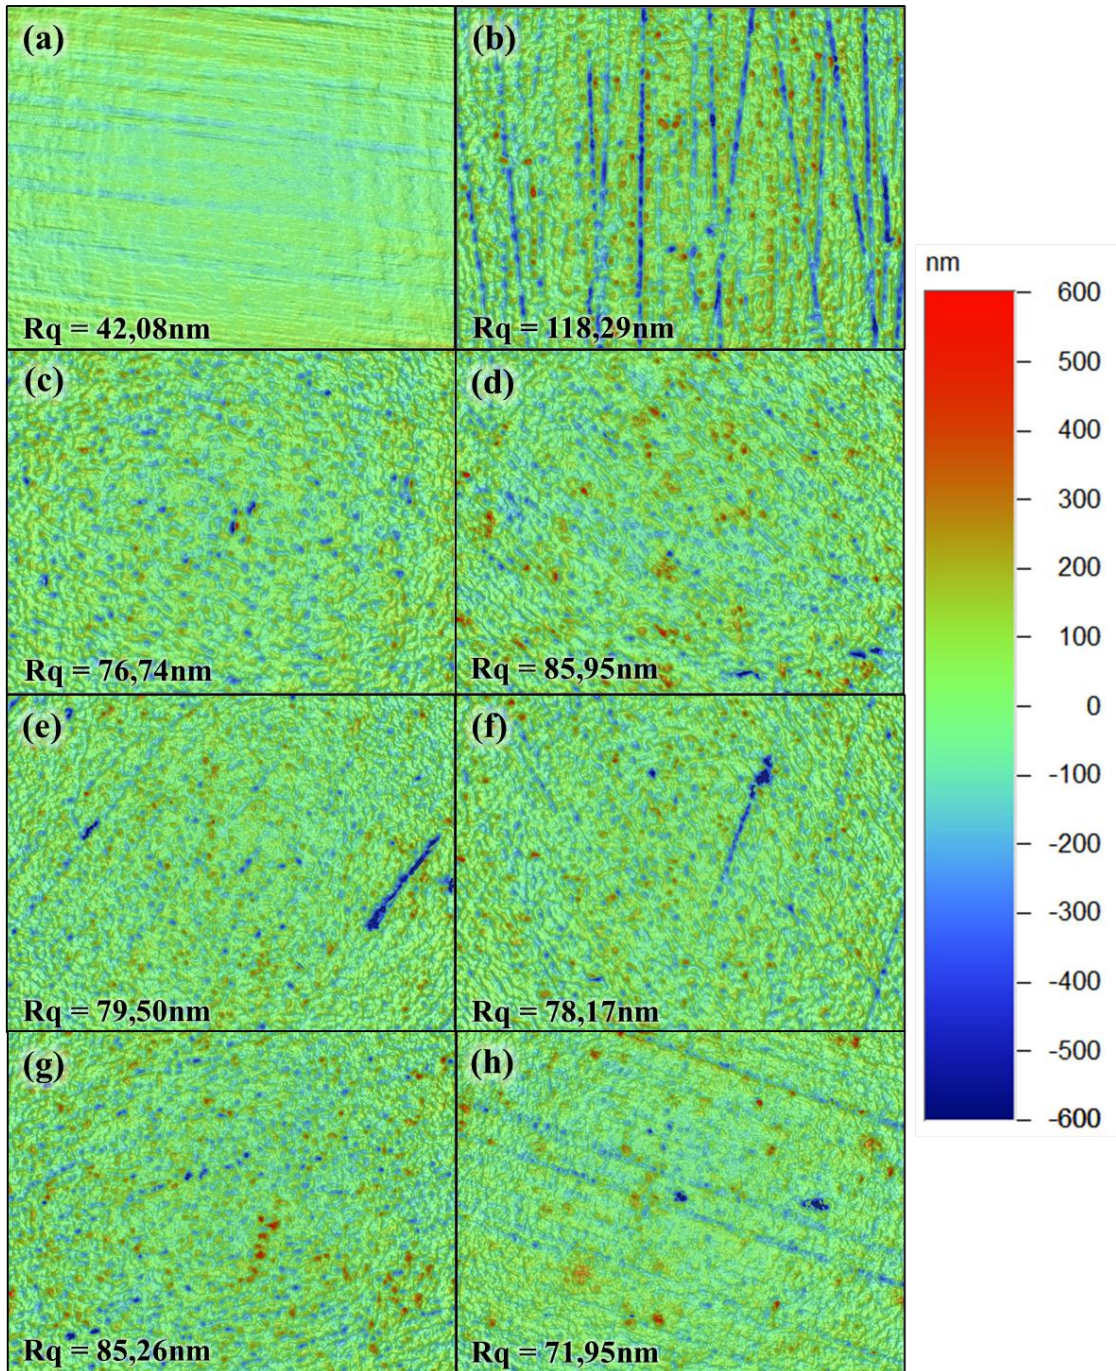 (a)
Rq = 42,08nm
(b)
Rq = 118,29nm
(c)
Rq = 76,74nm
(d)
Rq = 85,95nm
(e)
Rq = 79,50nm
(f)
Rq = 78,17nm
(g)
Rq = 85,26nm
(h)
Rq = 71,95nm
nm
600
500
400
300
200
100
0
-100
-200
-300
-400
-500
-600